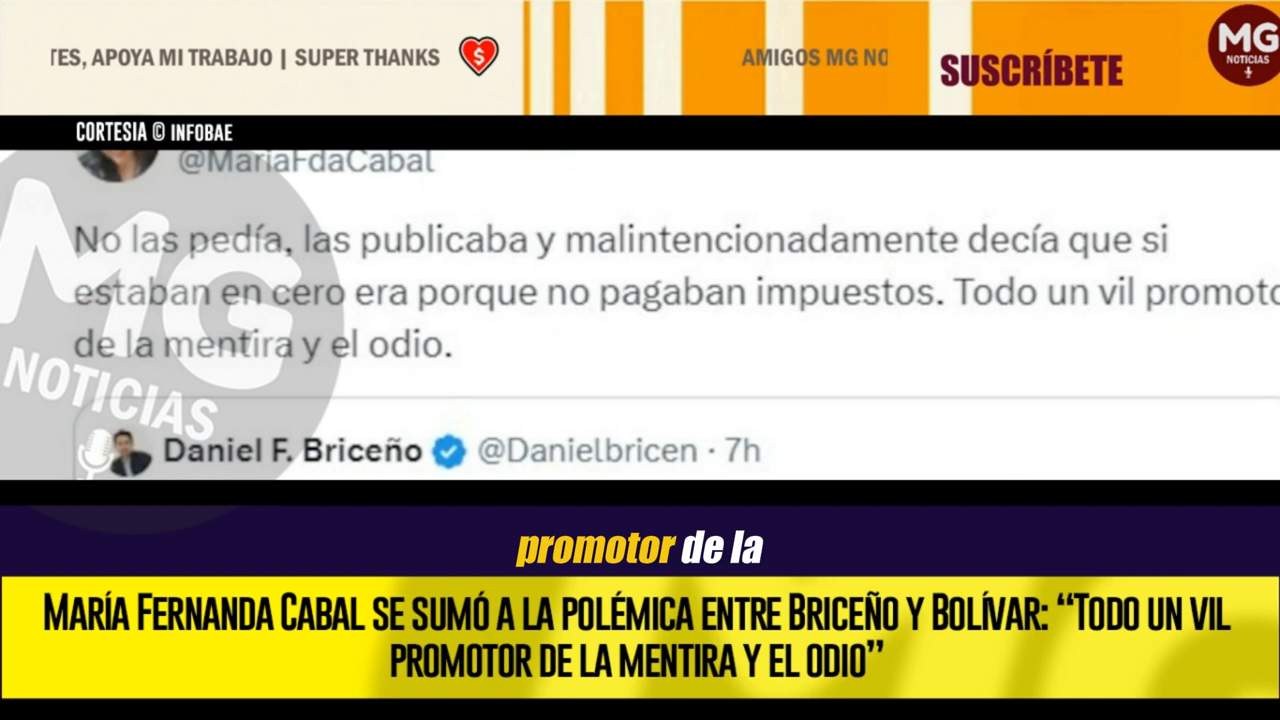 TES, APOYA MI TRABAJO | SUPER THANKS
AMIGOS MG NO
SUSCRÍBETE
MG
NOTICIAS
CORTESIA © INFOBAE
@MariaFdaCabal
No las pedía, las publicaba y malintencionadamente decía que si
estaban en cero era porque no pagaban impuestos. Todo un vil promoto
de la mentira y el odio.
MG
NOTICIAS
Daniel F. Briceño @Danielbricen · 7h
promotor de la
MARÍA FERNANDA CABAL SE SUMÓ A LA POLÉMICA ENTRE BRICEÑO Y BOLÍVAR: “TODO UN VIL
PROMOTOR DE LA MENTIRA Y EL ODIO”